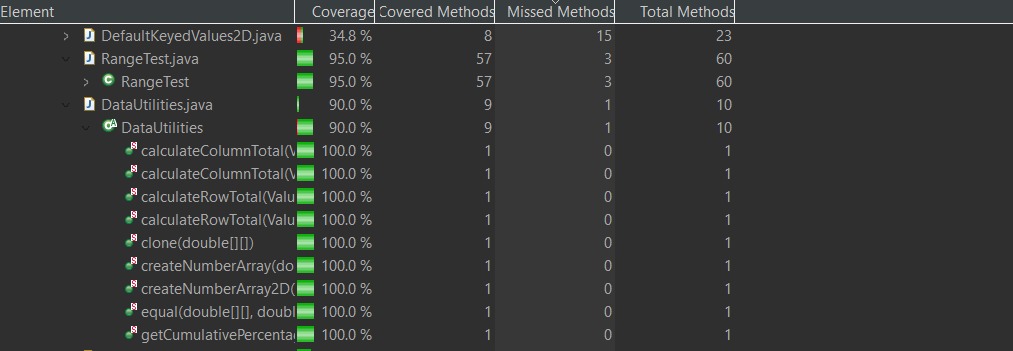 Element Coverage Covered Methods Missed Methods Total Methods
DefaultKeyedValues2D.java 34.8 % 8 15 23
RangeTest.java 95.0 % 57 3 60
RangeTest 95.0 % 57 3 60
DataUtilities.java 90.0 % 9 1 10
DataUtilities 90.0 % 9 1 10
calculateColumnTotal(V 100.0 % 1 0 1
calculateColumnTotal(V 100.0 % 1 0 1
calculateRowTotal(Valu 100.0 % 1 0 1
calculateRowTotal(Valu 100.0 % 1 0 1
clone(double[][]) 100.0 % 1 0 1
createNumberArray(do 100.0 % 1 0 1
createNumberArray2D( 100.0 % 1 0 1
equal(double[][], doubl 100.0 % 1 0 1
getCumulativePercenta 100.0 % 1 0 1